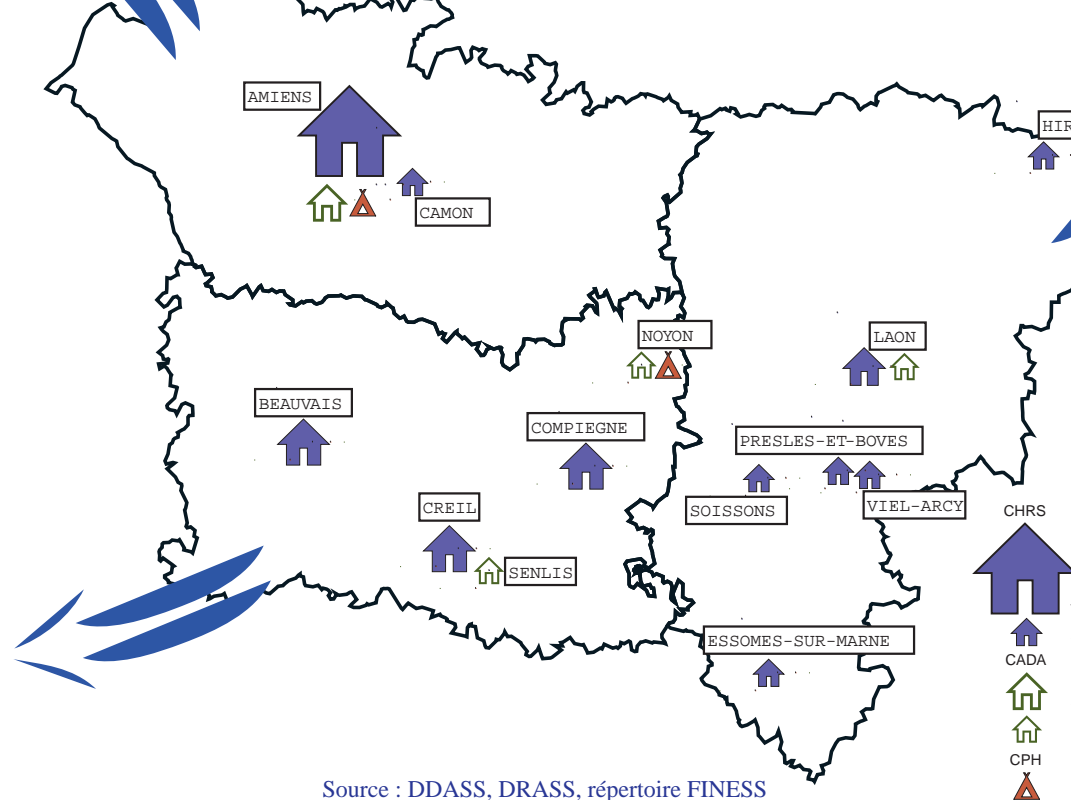 AMIENS
HIR
CAMON
NOYON
LAON
BEAUVAIS
COMPIEGNE
PRESLES-ET-BOVES
CREIL
SOISSONS
VIEL-ARCY
CHRS
SENLIS
ESSOMES-SUR-MARNE
CADA
CPH
Source : DDASS, DRASS, répertoire FINESS